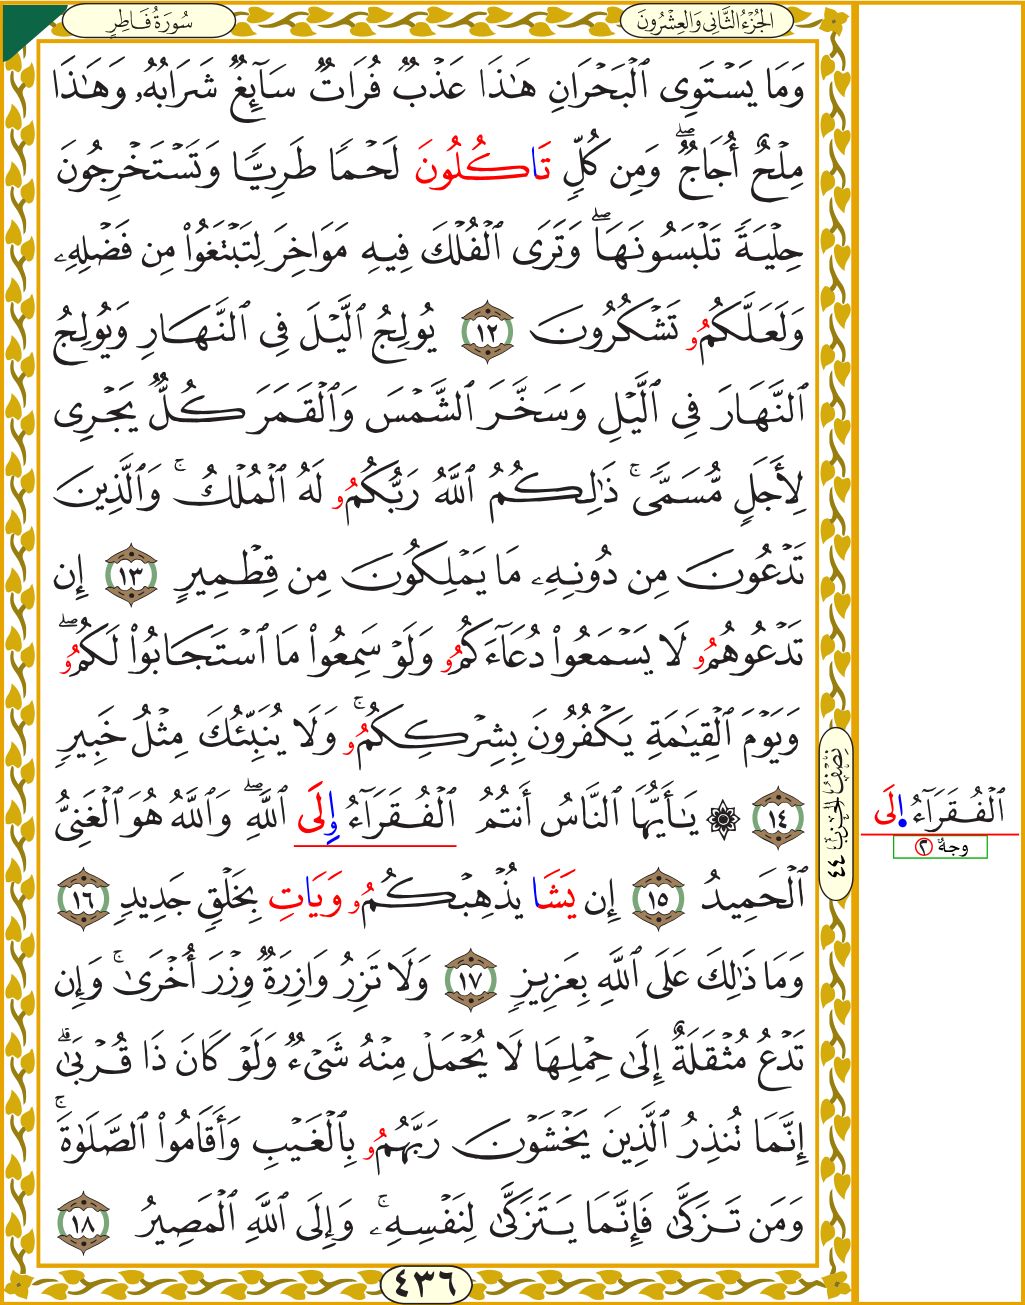 سُورَةُ فَاطِرٍ
الجُزْءُ الثَّانِي وَالعِشْرُونَ
وَمَا يَسْتَوِى ٱلْبَحْرَانِ هَـٰذَا عَذْبٌ فُرَاتٌ سَآئِغٌ شَرَابُهُۥ وَهَـٰذَا
مِلْحٌ أُجَاجٌ ۖ وَمِن كُلٍّ تَاكُلُونَ لَحْمًا طَرِيًّا وَتَسْتَخْرِجُونَ
حِلْيَةً تَلْبَسُونَهَا ۖ وَتَرَى ٱلْفُلْكَ فِيهِ مَوَاخِرَ لِتَبْتَغُوا۟ مِن فَضْلِهِۦ
وَلَعَلَّكُمُۥ تَشْكُرُونَ ١٢ يُولِجُ ٱلَّيْلَ فِى ٱلنَّهَارِ وَيُولِجُ
ٱلنَّهَارَ فِى ٱلَّيْلِ وَسَخَّرَ ٱلشَّمْسَ وَٱلْقَمَرَ كُلٌّ يَجْرِى
لِأَجَلٍ مُّسَمًّى ۚ ذَٰلِكُمُ ٱللَّهُ رَبُّكُمُۥ لَهُ ٱلْمُلْكُ ۚ وَٱلَّذِينَ
تَدْعُونَ مِن دُونِهِۦ مَا يَمْلِكُونَ مِن قِطْمِيرٍ ١٣ إِن
تَدْعُوهُمُۥ لَا يَسْمَعُوا۟ دُعَآءَكُمُۥ وَلَوْ سَمِعُوا۟ مَا ٱسْتَجَابُوا۟ لَكُمُۥ ۖ
وَيَوْمَ ٱلْقِيَـٰمَةِ يَكْفُرُونَ بِشِرْكِكُمُۥ ۚ وَلَا يُنَبِّئُكَ مِثْلُ خَبِيرٍ
١٤ ۞ يَـٰٓأَيُّهَا ٱلنَّاسُ أَنتُمُ ٱلْفُقَرَآءُ وِلَى ٱللَّهِ ۖ وَٱللَّهُ هُوَ ٱلْغَنِىُّ
ٱلْحَمِيدُ ١٥ إِن يَشَا يُذْهِبْكُمُۥ وَيَاتِ بِخَلْقٍ جَدِيدٍ ١٦
وَمَا ذَٰلِكَ عَلَى ٱللَّهِ بِعَزِيزٍ ١٧ وَلَا تَزِرُ وَازِرَةٌ وِزْرَ أُخْرَىٰ ۚ وَإِن
تَدْعُ مُثْقَلَةٌ إِلَىٰ حِمْلِهَا لَا يُحْمَلْ مِنْهُ شَىْءٌ وَلَوْ كَانَ ذَا قُرْبَىٰٓ ۗ
إِنَّمَا تُنذِرُ ٱلَّذِينَ يَخْشَوْنَ رَبَّهُمُۥ بِٱلْغَيْبِ وَأَقَامُوا۟ ٱلصَّلَوٰةَ ۚ
وَمَن تَزَكَّىٰ فَإِنَّمَا يَتَزَكَّىٰ لِنَفْسِهِۦ ۚ وَإِلَى ٱللَّهِ ٱلْمَصِيرُ ١٨
٤٣٦
نِصْفُ الحِزْبِ ٤٤
ٱلْفُقَرَآءُ اِلَى
وجهٌ ٢